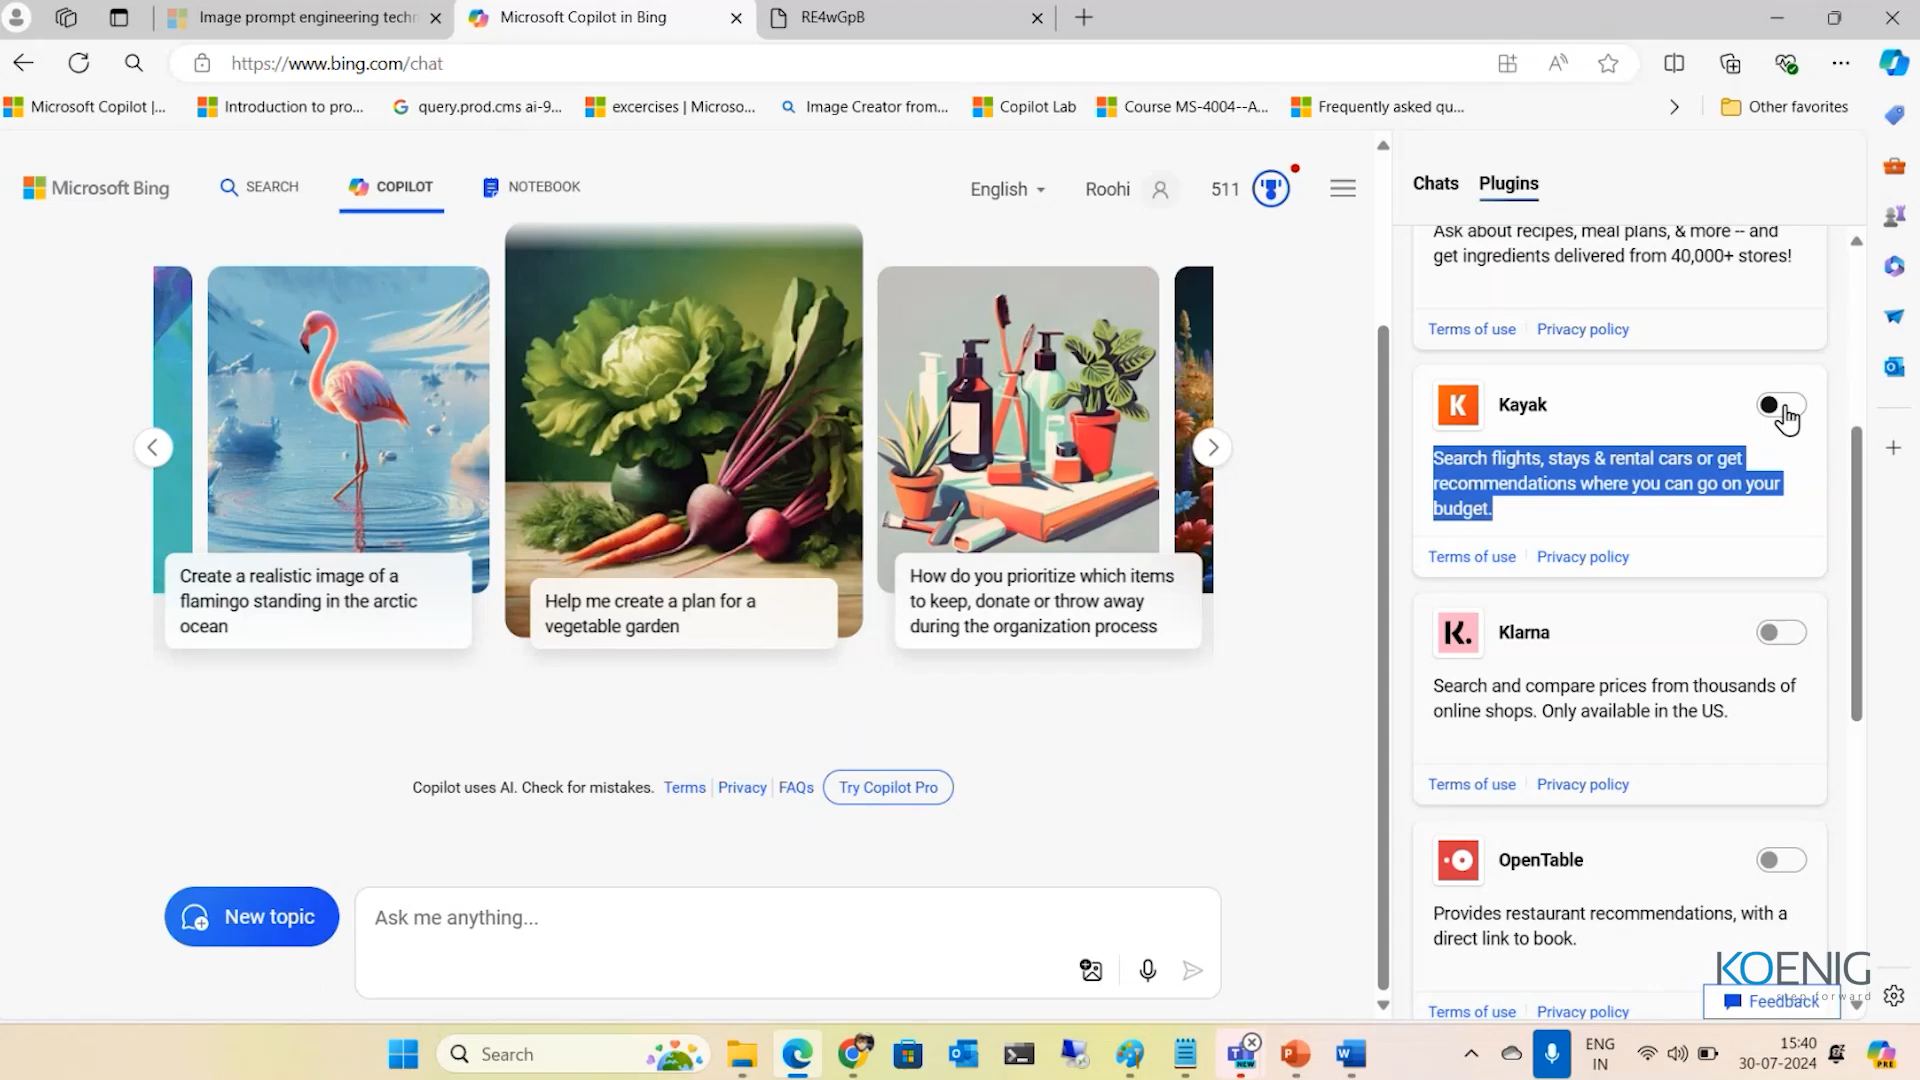 Image prompt engineering techn
Microsoft Copilot in Bing
RE4wGpB
https://www.bing.com/chat
Microsoft Copilot |...
Introduction to pro...
query.prod.cms ai-9...
excercises | Microso...
Image Creator from...
Copilot Lab
Course MS-4004--A...
Frequently asked qu...
Other favorites
Microsoft Bing
SEARCH
COPILOT
NOTEBOOK
English
Roohi
511
Create a realistic image of a
flamingo standing in the arctic
ocean
Help me create a plan for a
vegetable garden
How do you prioritize which items
to keep, donate or throw away
during the organization process
Copilot uses AI. Check for mistakes. Terms Privacy FAQs Try Copilot Pro
New topic
Ask me anything...
Chats Plugins
Ask about recipes, meal plans, & more -- and
get ingredients delivered from 40,000+ stores!
Terms of use Privacy policy
K
Kayak
Search flights, stays & rental cars or get
recommendations where you can go on your
budget.
Terms of use Privacy policy
K.
Klarna
Search and compare prices from thousands of
online shops. Only available in the US.
Terms of use Privacy policy
OpenTable
Provides restaurant recommendations, with a
direct link to book.
Terms of use Privacy policy
KOENIG
step forward
Feedback
Search
ENG
IN
15:40
30-07-2024